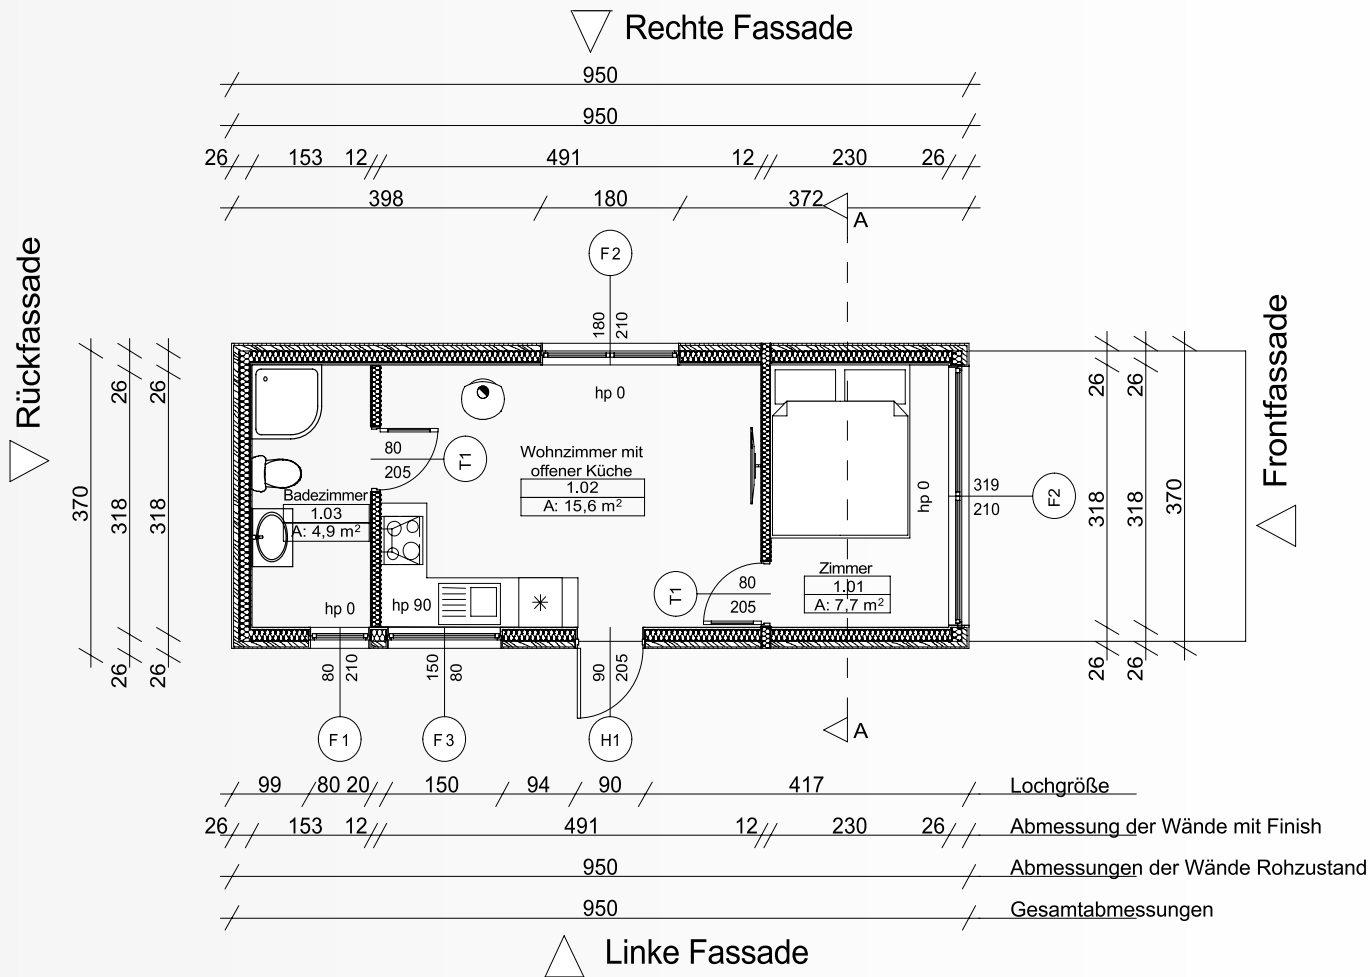 Rechte Fassade
950
950
26 153 12 491 12 230 26
398 180 372
A
F2
180
210
Rückfassade
Frontfassade
370
26
318
26
26
318
26
hp 0
80
205
T1
Wohnzimmer mit
offener Küche
1.02
A: 15,6 m²
Badezimmer
1.03
A: 4,9 m²
hp 0
319
210
F2
26
318
26
26
318
26
370
Zimmer
1.01
A: 7,7 m²
T1
80
205
hp 0
hp 90
80
210
150
80
90
205
F1
F3
H1
A
99 80 20 150 94 90 417 Lochgröße
26 153 12 491 12 230 26 Abmessung der Wände mit Finish
950 Abmessungen der Wände Rohzustand
950 Gesamtabmessungen
Linke Fassade